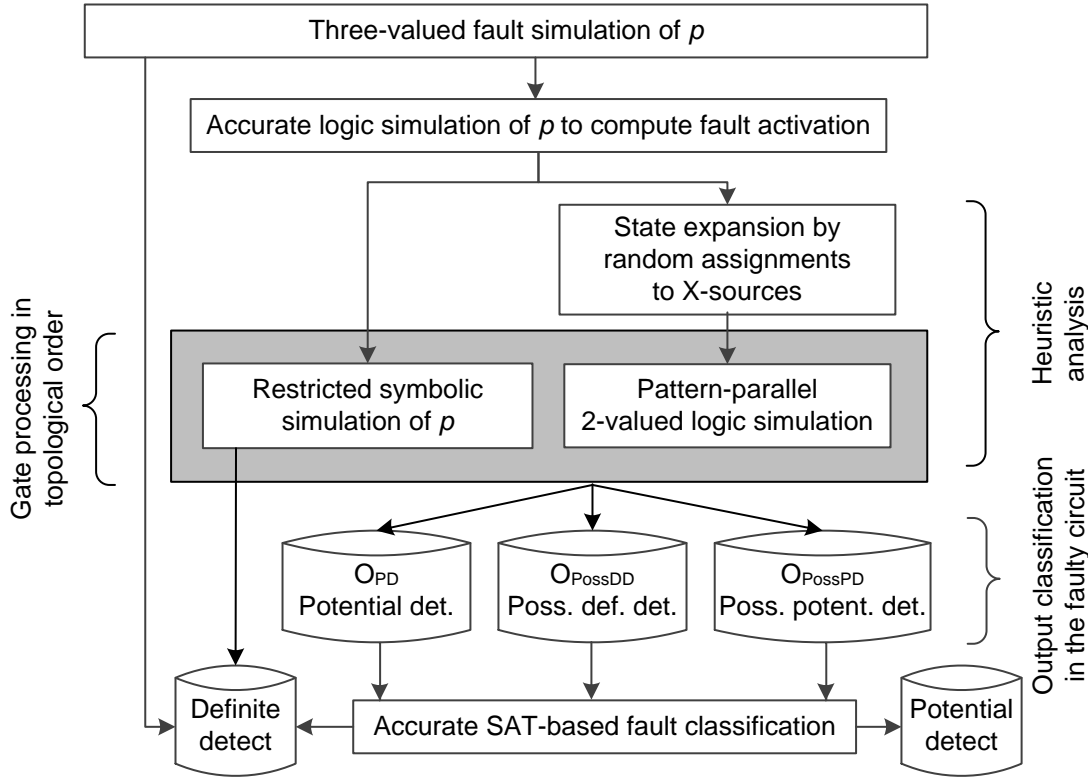 Three-valued fault simulation of p
Accurate logic simulation of p to compute fault activation
State expansion by
random assignments
to X-sources
Heuristic
analysis
Gate processing in
topological order
Restricted symbolic
simulation of p
Pattern-parallel
2-valued logic simulation
OPD
Potential det.
OPossDD
Poss. def. det.
OPossPD
Poss. potent. det.
Output classification
in the faulty circuit
Definite
detect
Accurate SAT-based fault classification
Potential
detect